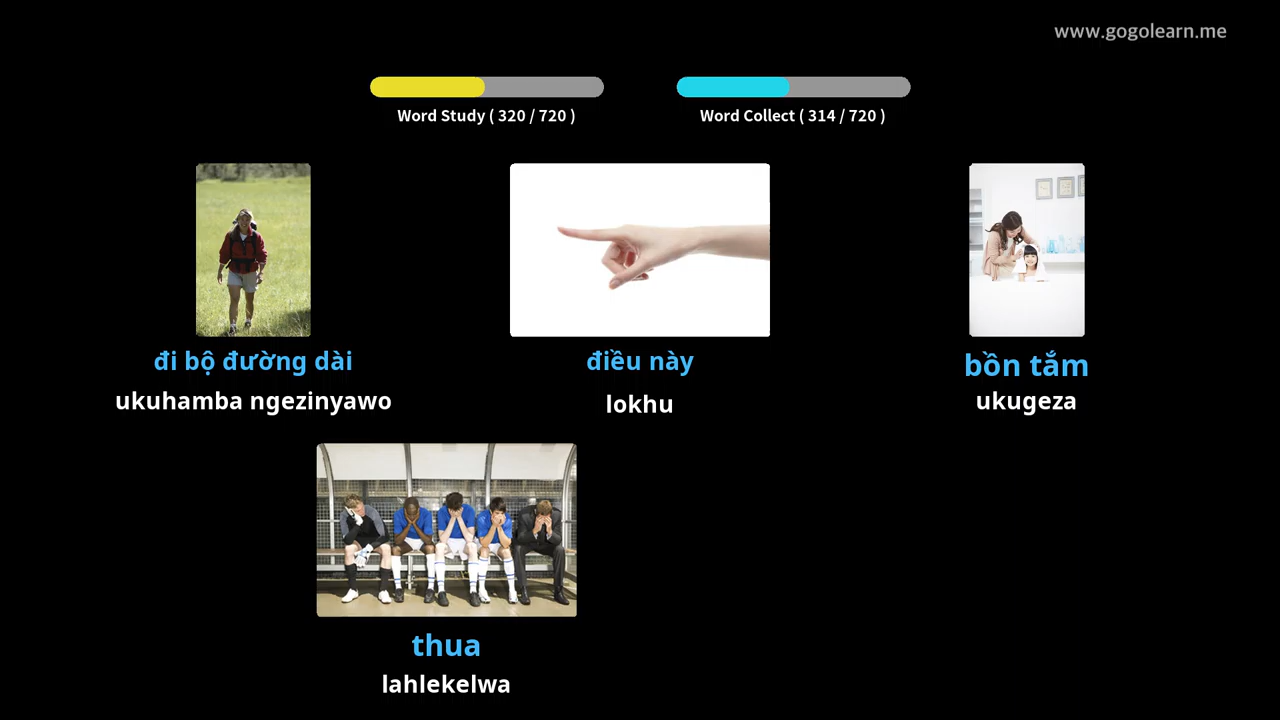 www.gogolearn.me
Word Study ( 320 / 720 )
Word Collect ( 314 / 720 )
đi bộ đường dài
ukuhamba ngezinyawo
điều này
lokhu
bồn tắm
ukugeza
thua
lahlekelwa